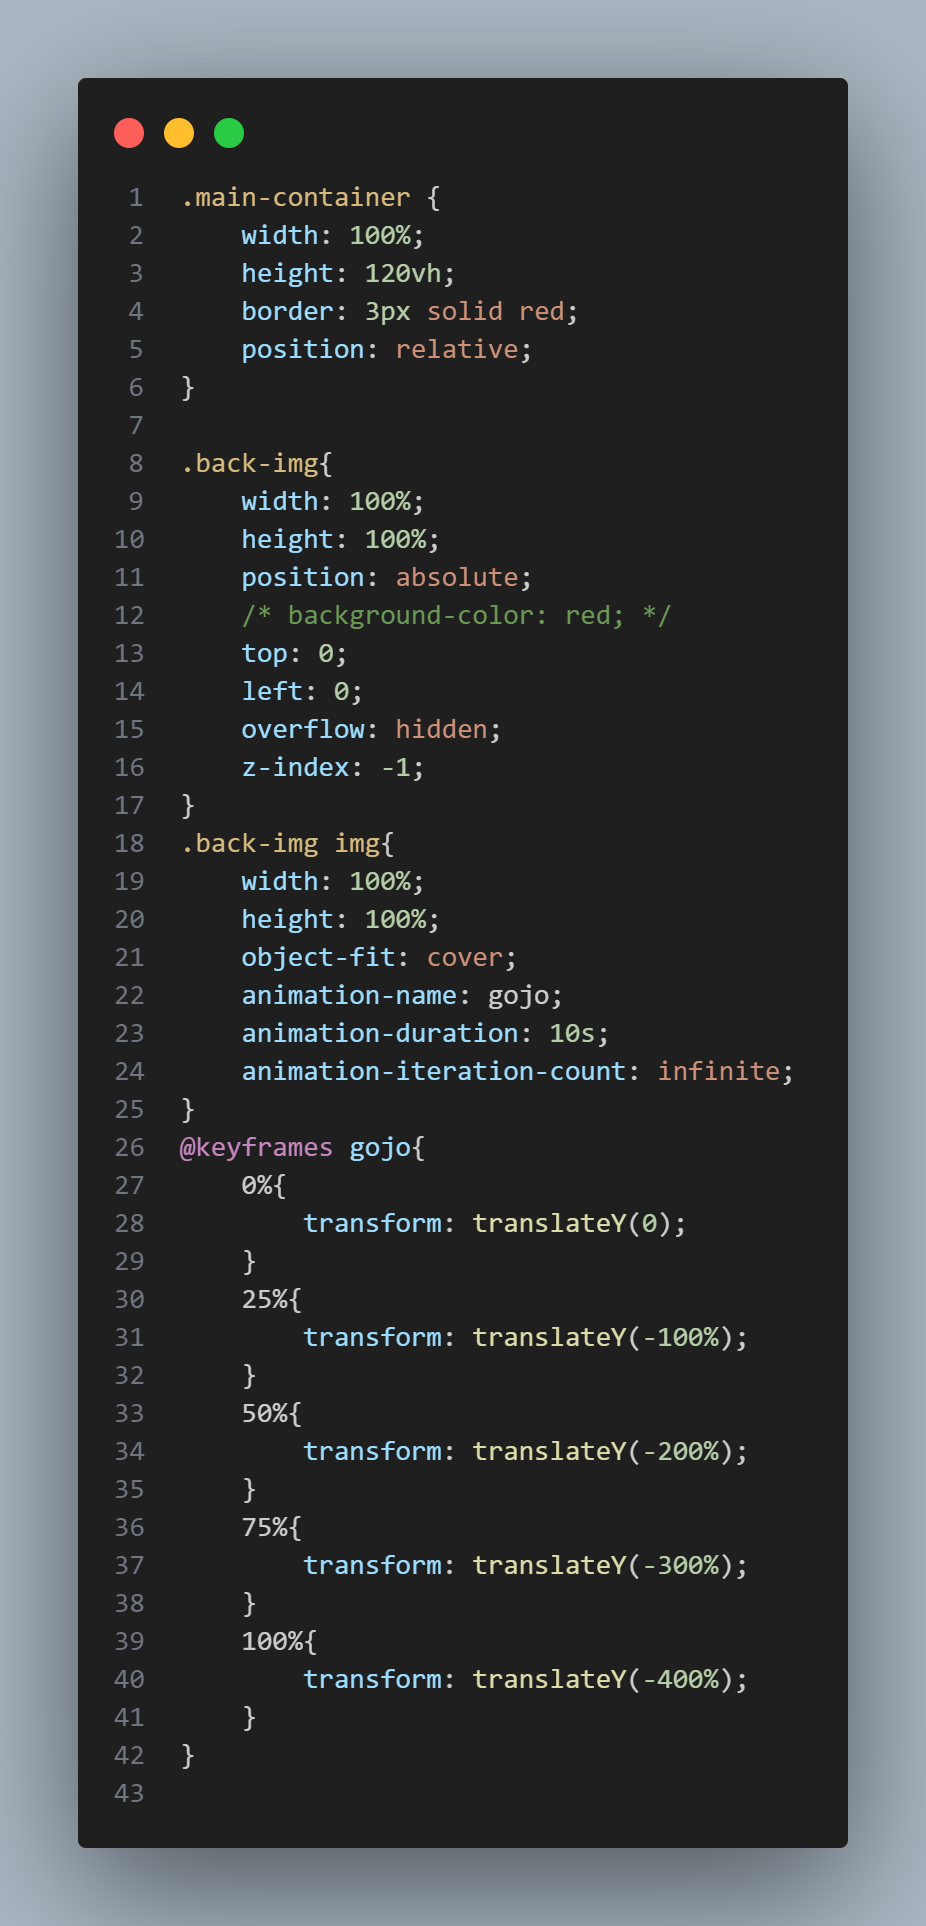 1 .main-container {
2     width: 100%;
3     height: 120vh;
4     border: 3px solid red;
5     position: relative;
6 }
7
8 .back-img{
9     width: 100%;
10     height: 100%;
11     position: absolute;
12     /* background-color: red; */
13     top: 0;
14     left: 0;
15     overflow: hidden;
16     z-index: -1;
17 }
18 .back-img img{
19     width: 100%;
20     height: 100%;
21     object-fit: cover;
22     animation-name: gojo;
23     animation-duration: 10s;
24     animation-iteration-count: infinite;
25 }
26 @keyframes gojo{
27     0%{
28         transform: translateY(0);
29     }
30     25%{
31         transform: translateY(-100%);
32     }
33     50%{
34         transform: translateY(-200%);
35     }
36     75%{
37         transform: translateY(-300%);
38     }
39     100%{
40         transform: translateY(-400%);
41     }
42 }
43